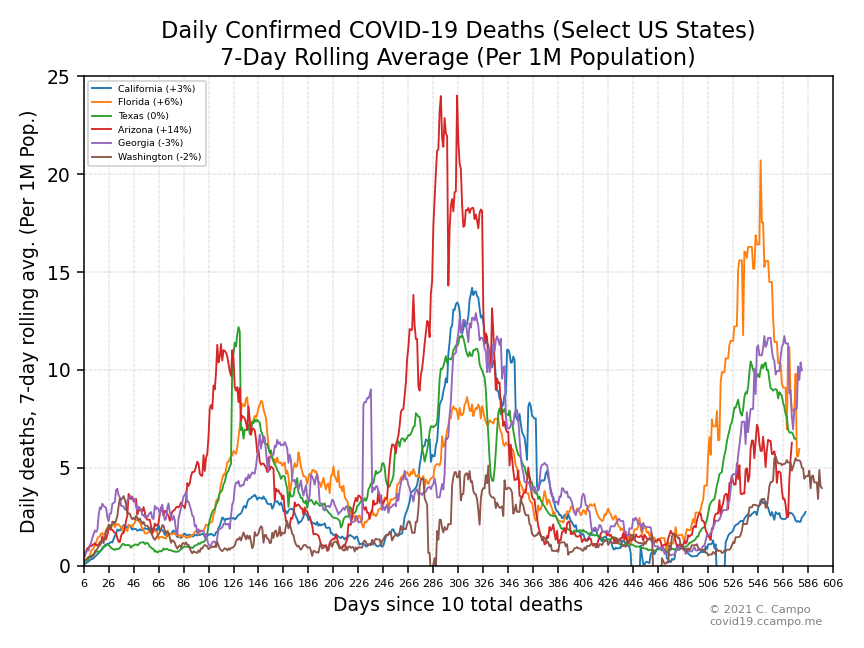 Daily Confirmed COVID-19 Deaths (Select US States)
7-Day Rolling Average (Per 1M Population)
Daily deaths, 7-day rolling avg. (Per 1M Pop.)
25
20
15
10
5
0
California (+3%)
Florida (+6%)
Texas (0%)
Arizona (+14%)
Georgia (-3%)
Washington (-2%)
6 26 46 66 86 106 126 146 166 186 206 226 246 266 286 306 326 346 366 386 406 426 446 466 486 506 526 546 566 586 606
Days since 10 total deaths
© 2021 C. Campo
covid19.ccampo.me